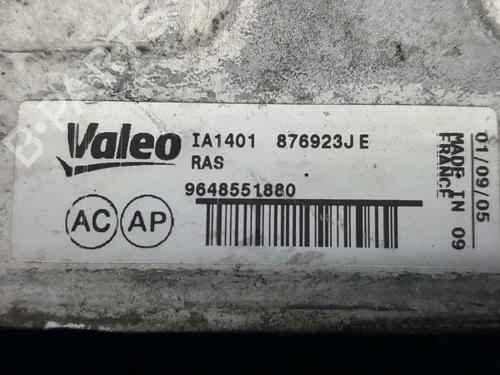 B-PARTS
Valeo
IA1401 876923J E
RAS
9648551880
AC AP
01/09/05
MADE IN 09
FRANCE